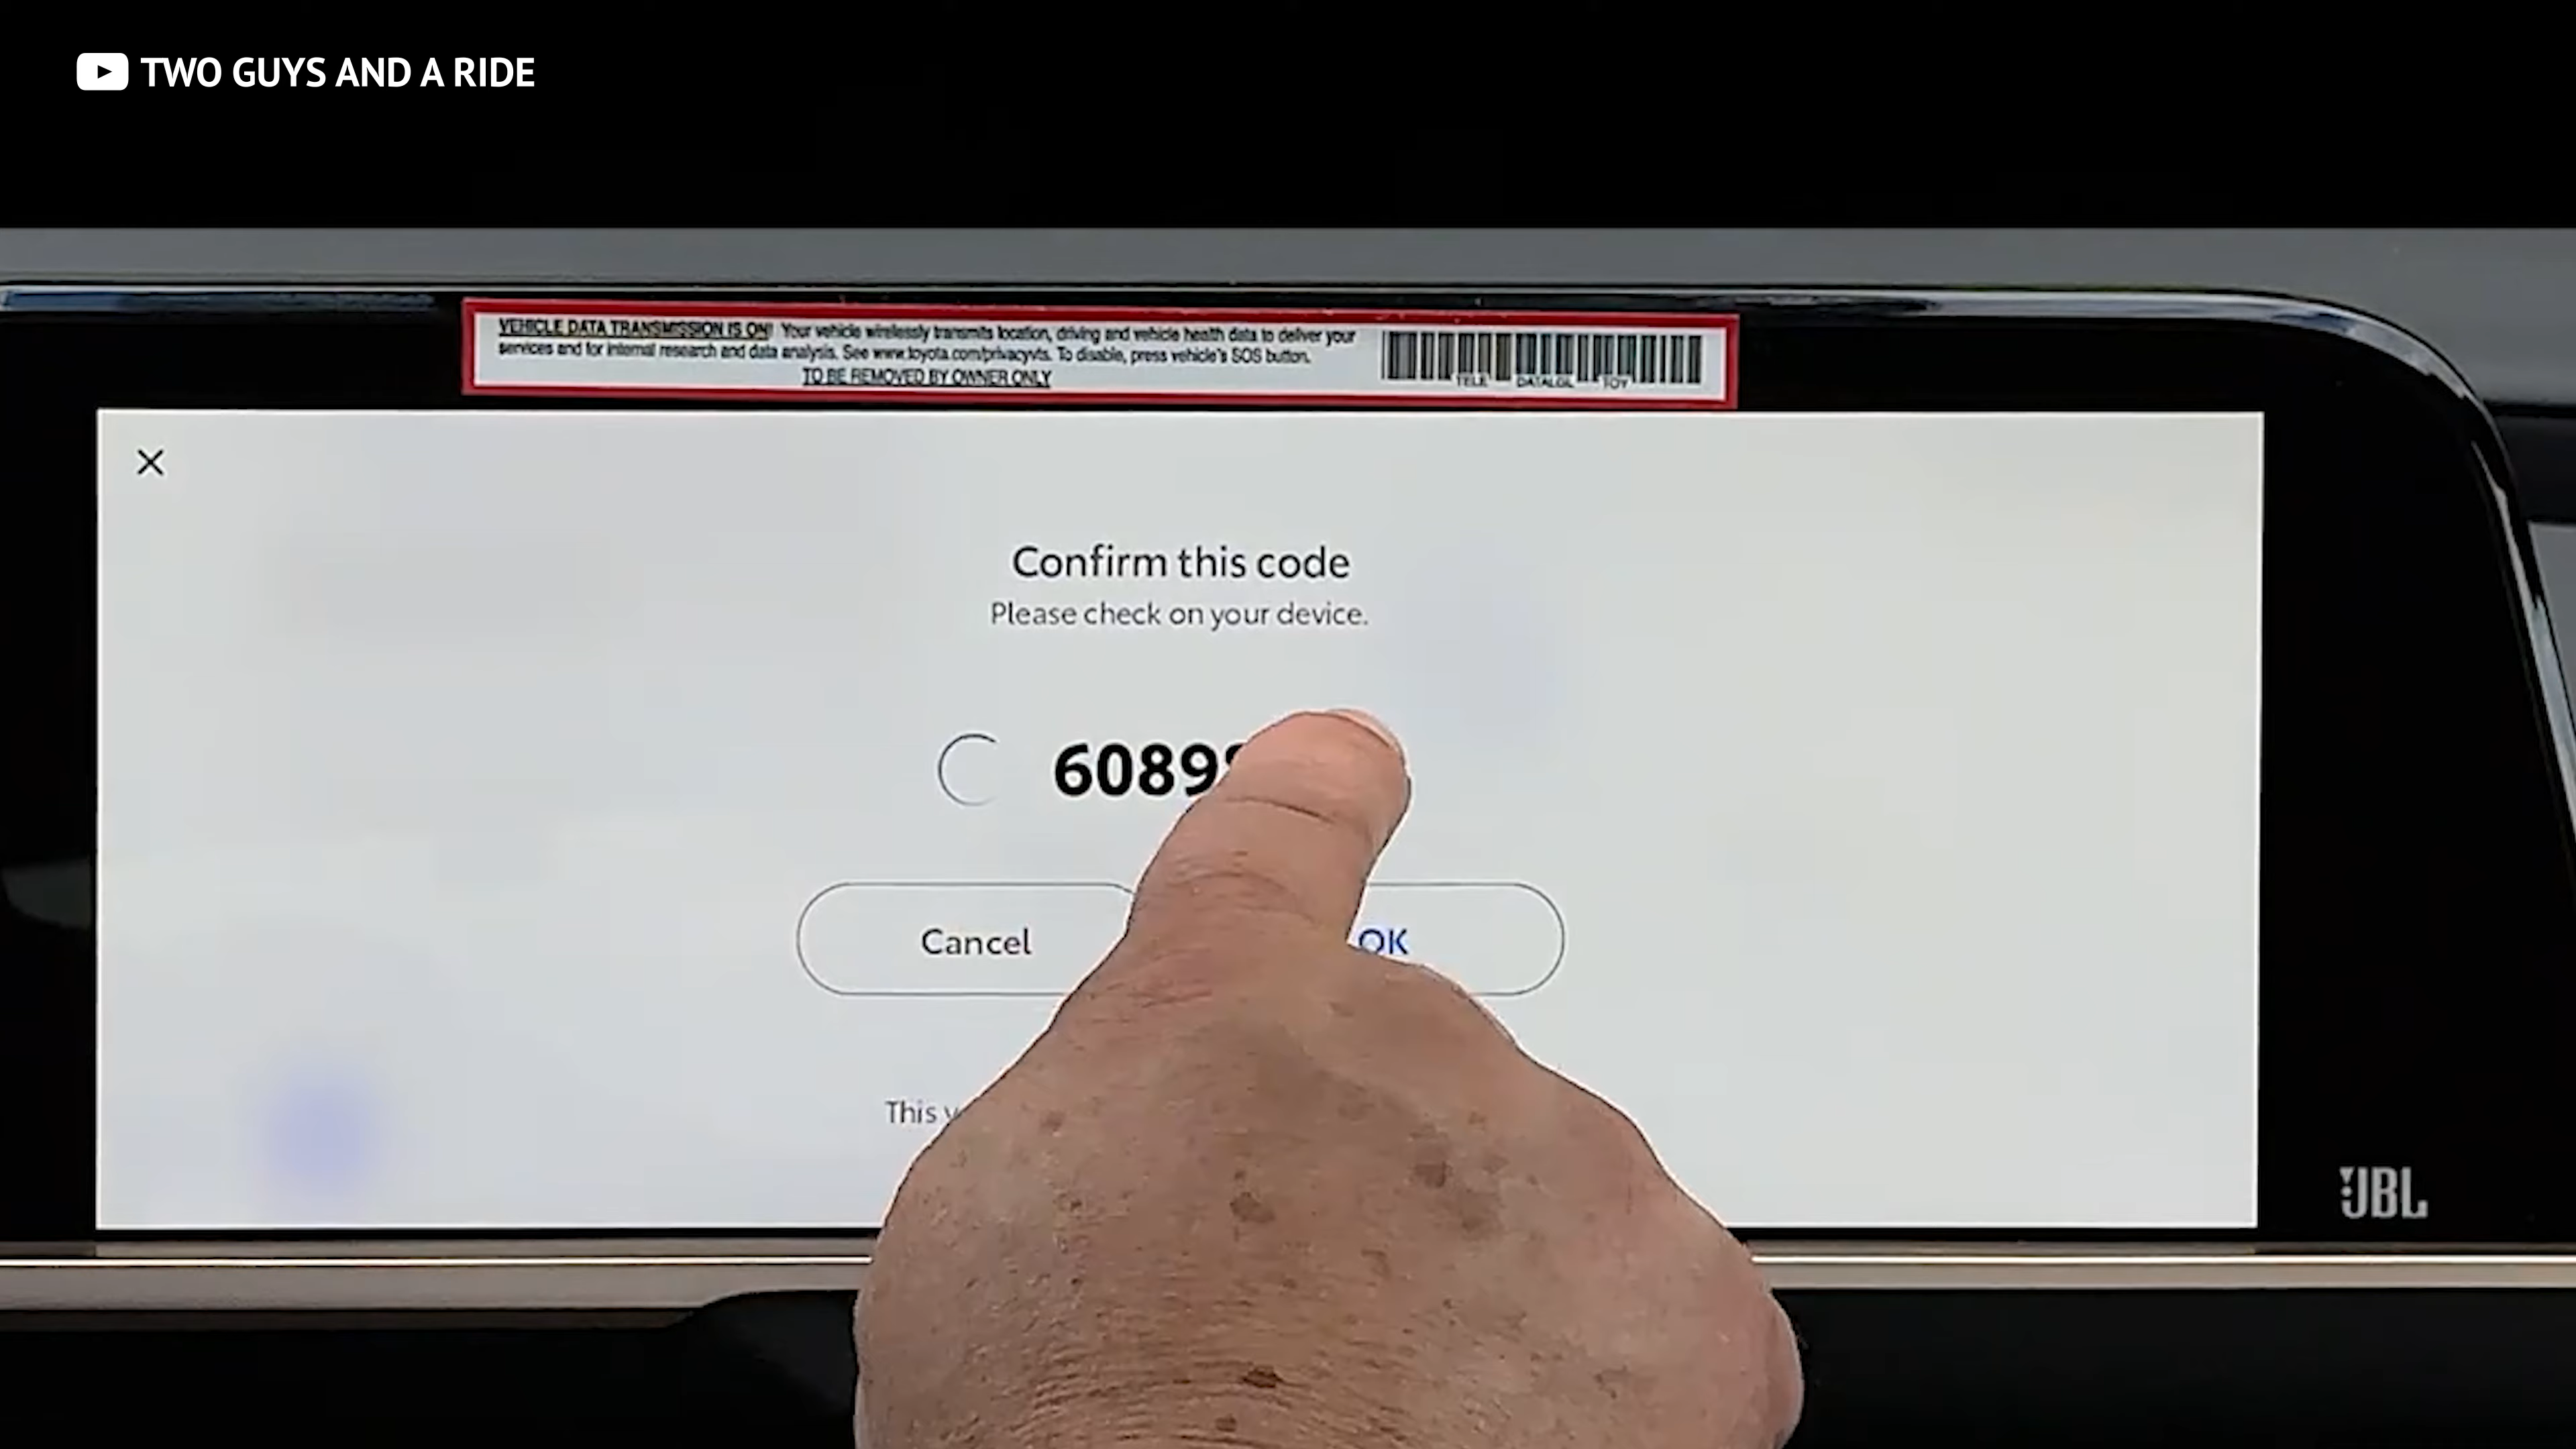 TWO GUYS AND A RIDE
VEHICLE DATA TRANSMISSION IS ON! Your vehicle wirelessly transmits location, driving and vehicle health data to deliver your
services and for internal research and data analysis. See www.toyota.com/privacyvts. To disable, press vehicle's SOS button.
TO BE REMOVED BY OWNER ONLY
TELE DATALGL TOY
Confirm this code
Please check on your device.
6089
Cancel OK
This
JBL